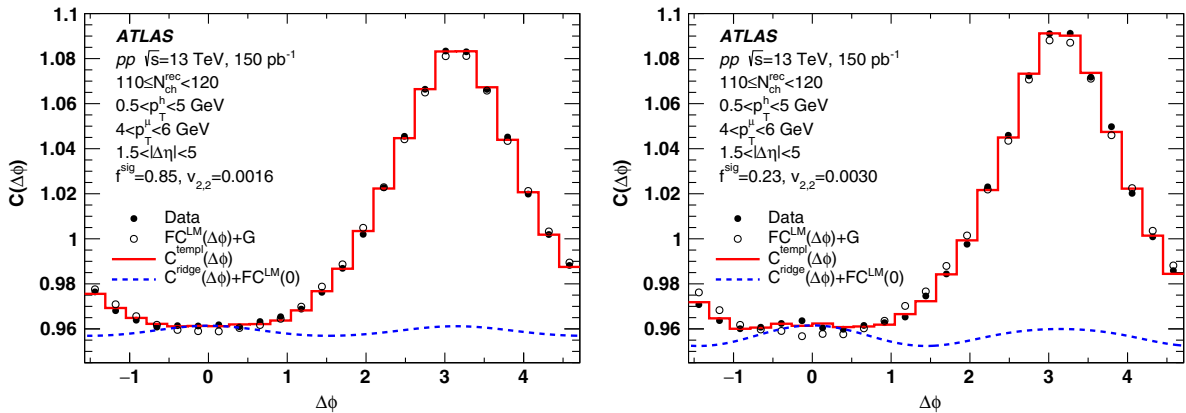 1.1
1.08
1.06
1.04
1.02
1
0.98
0.96
C(Δϕ)
ATLAS
pp √s=13 TeV, 150 pb⁻¹
110≤N_ch^rec<120
0.5<p_T^h<5 GeV
4<p_T^μ<6 GeV
1.5<|Δη|<5
f^sig=0.85, v_2,2=0.0016
Data
FC^LM(Δϕ)+G
C^templ(Δϕ)
C^ridge(Δϕ)+FC^LM(0)
−1 0 1 2 3 4
Δϕ
1.1
1.08
1.06
1.04
1.02
1
0.98
0.96
C(Δϕ)
ATLAS
pp √s=13 TeV, 150 pb⁻¹
110≤N_ch^rec<120
0.5<p_T^h<5 GeV
4<p_T^μ<6 GeV
1.5<|Δη|<5
f^sig=0.23, v_2,2=0.0030
Data
FC^LM(Δϕ)+G
C^templ(Δϕ)
C^ridge(Δϕ)+FC^LM(0)
−1 0 1 2 3 4
Δϕ